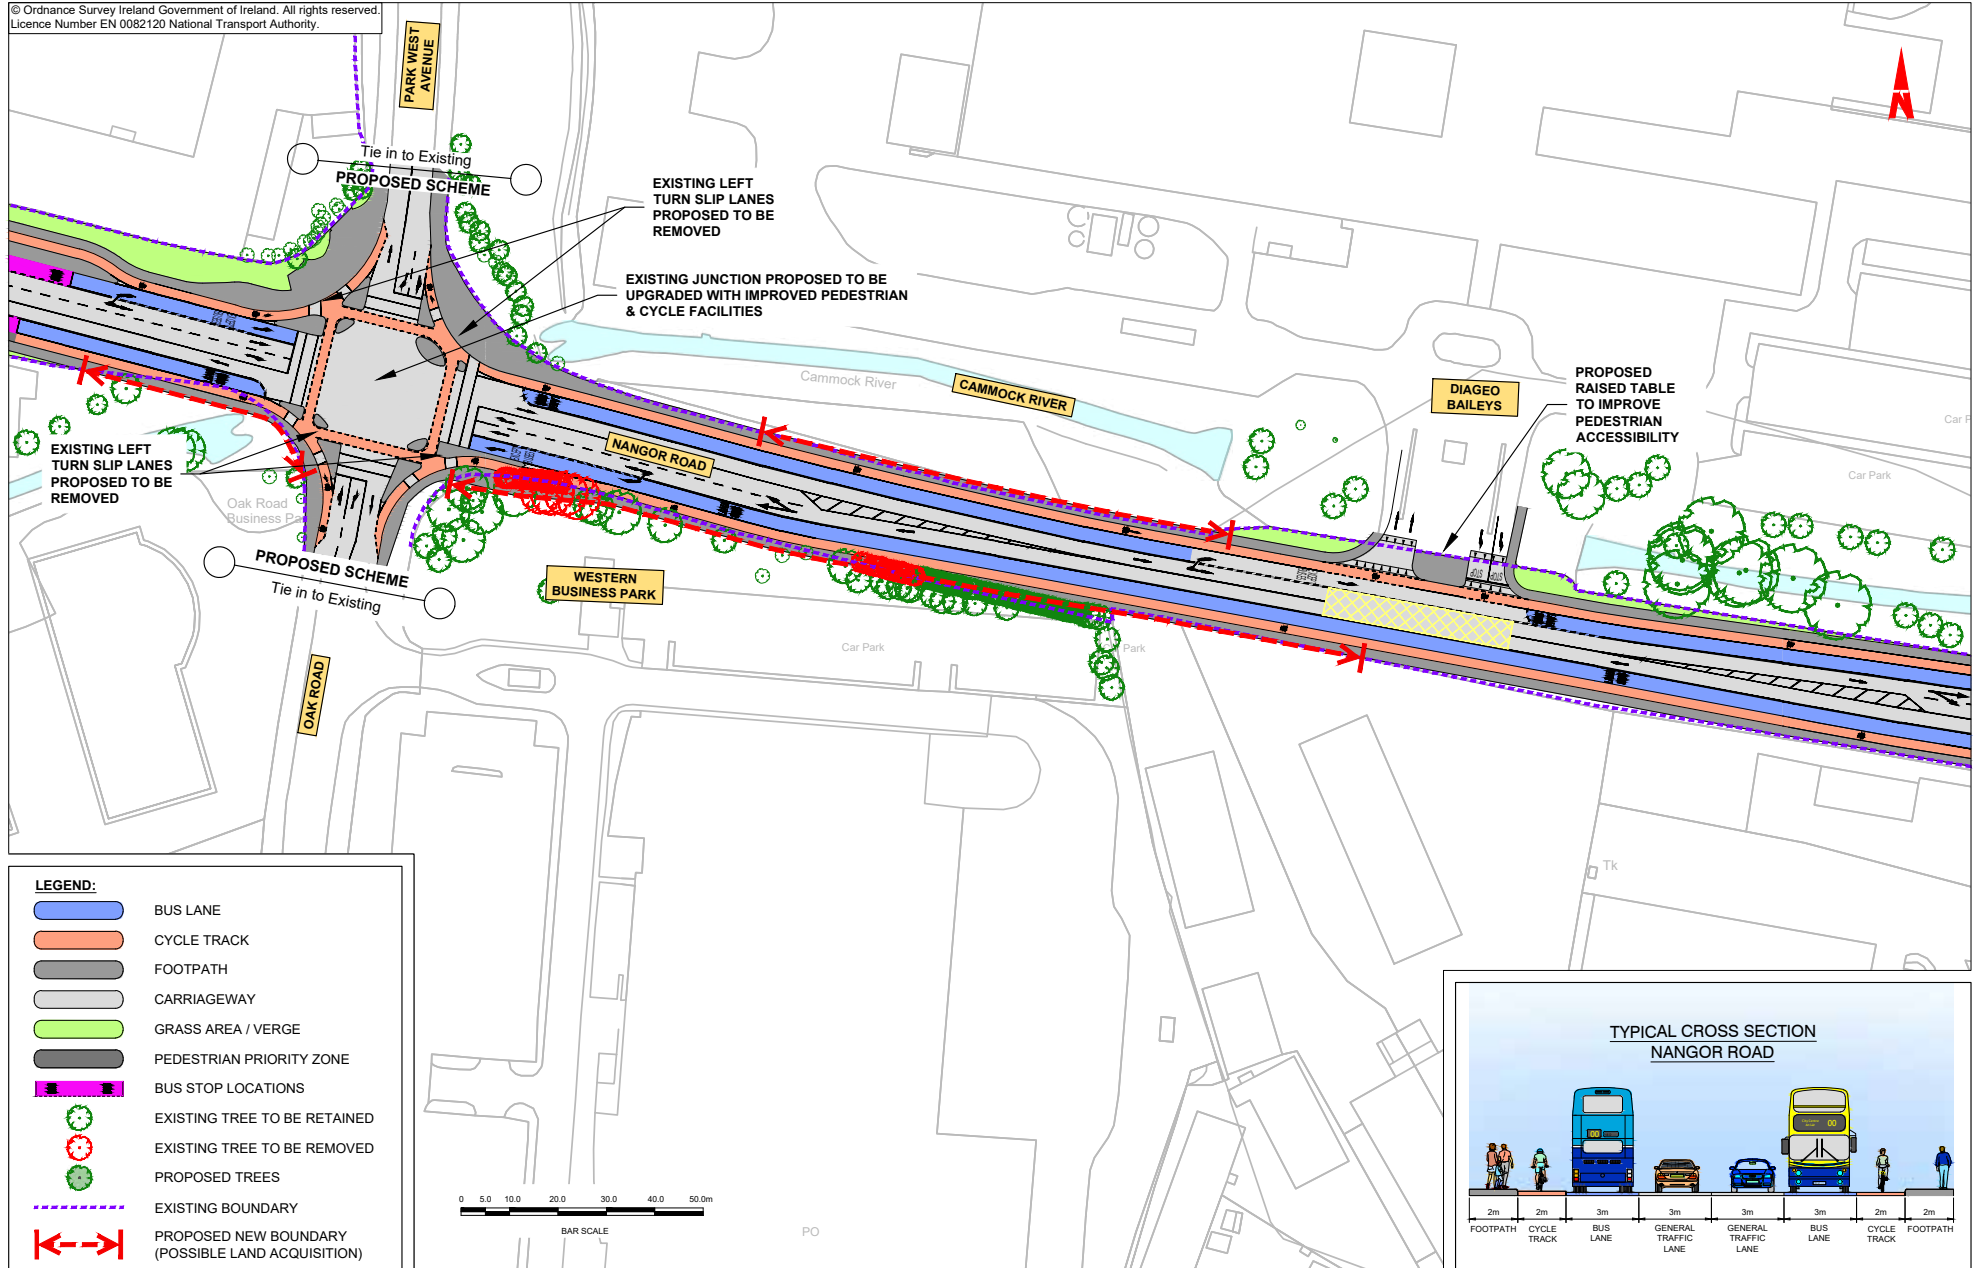 © Ordnance Survey Ireland Government of Ireland. All rights reserved.
Licence Number EN 0082120 National Transport Authority.
PARK WEST
AVENUE
Tie in to Existing
PROPOSED SCHEME
EXISTING LEFT
TURN SLIP LANES
PROPOSED TO BE
REMOVED
EXISTING JUNCTION PROPOSED TO BE
UPGRADED WITH IMPROVED PEDESTRIAN
& CYCLE FACILITIES
Cammock River
CAMMOCK RIVER
DIAGEO
BAILEYS
PROPOSED
RAISED TABLE
TO IMPROVE
PEDESTRIAN
ACCESSIBILITY
Car P
Car Park
NANGOR ROAD
EXISTING LEFT
TURN SLIP LANES
PROPOSED TO BE
REMOVED
Oak Road
Business Pa
STOP
STOP
PROPOSED SCHEME
Tie in to Existing
WESTERN
BUSINESS PARK
Car Park
Park
OAK ROAD
Tk
PO
LEGEND:
BUS LANE
CYCLE TRACK
FOOTPATH
CARRIAGEWAY
GRASS AREA / VERGE
PEDESTRIAN PRIORITY ZONE
BUS STOP LOCATIONS
EXISTING TREE TO BE RETAINED
EXISTING TREE TO BE REMOVED
PROPOSED TREES
EXISTING BOUNDARY
PROPOSED NEW BOUNDARY
(POSSIBLE LAND ACQUISITION)
0 5.0 10.0 20.0 30.0 40.0 50.0m
BAR SCALE
N
TYPICAL CROSS SECTION
NANGOR ROAD
00
00
2m 2m 3m 3m 3m 3m 2m 2m
FOOTPATH CYCLE TRACK BUS LANE GENERAL TRAFFIC LANE GENERAL TRAFFIC LANE BUS LANE CYCLE TRACK FOOTPATH